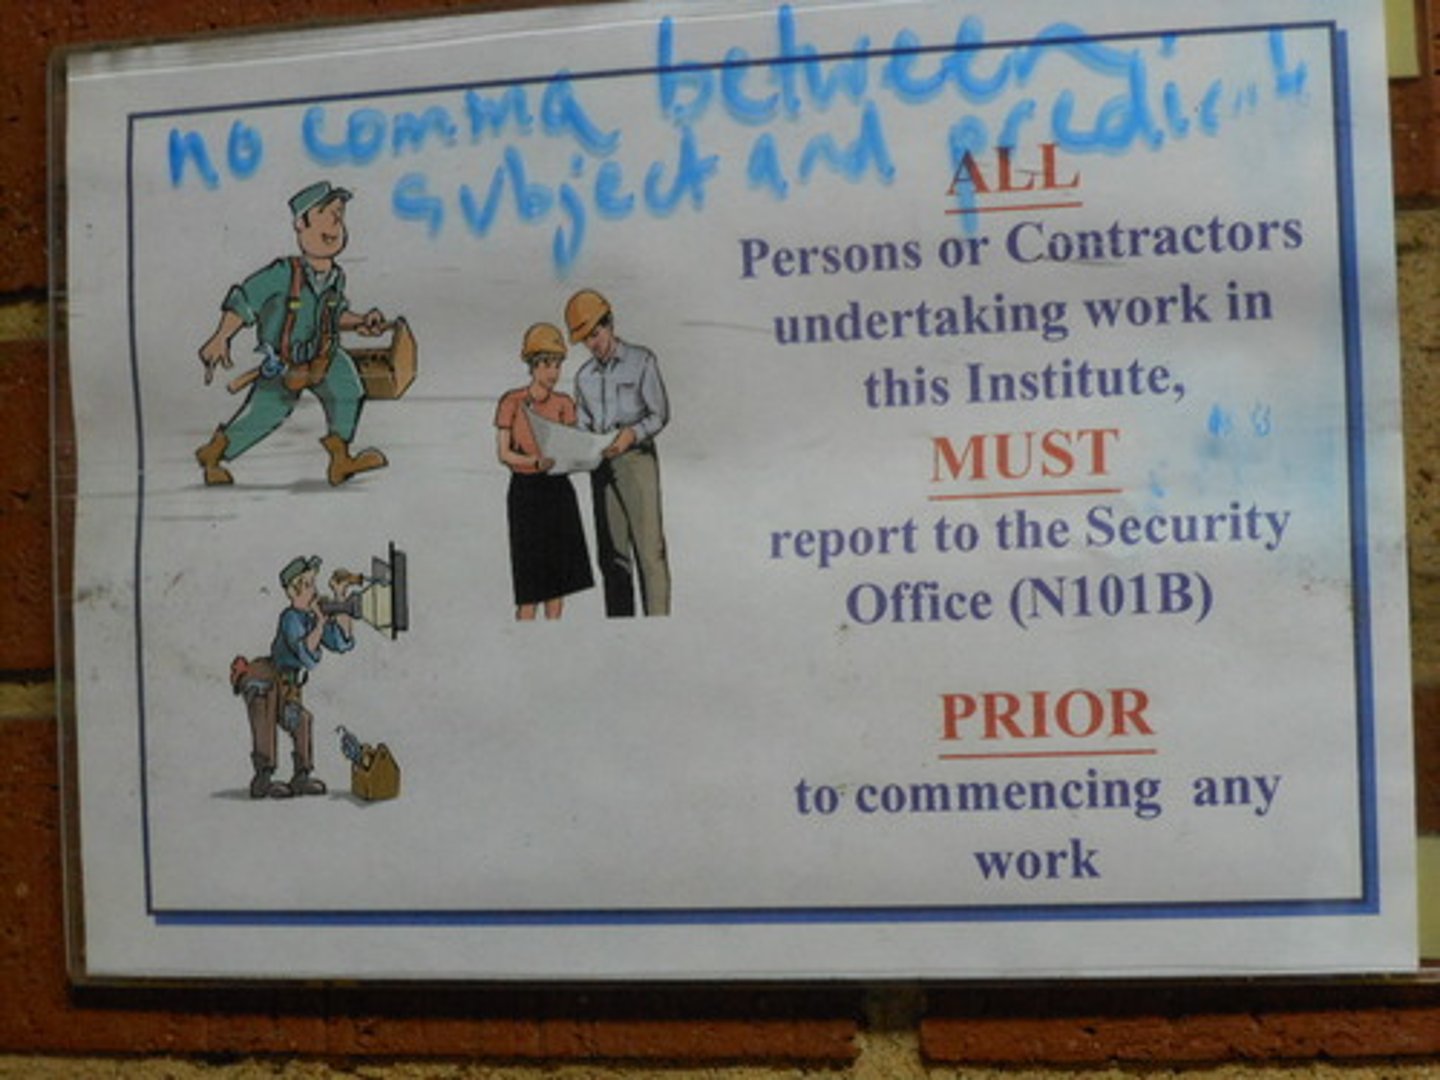 no comma between
subject and predicate!
ALL
Persons or Contractors
undertaking work in
this Institute,
MUST
report to the Security
Office (N101B)
PRIOR
to commencing any
work